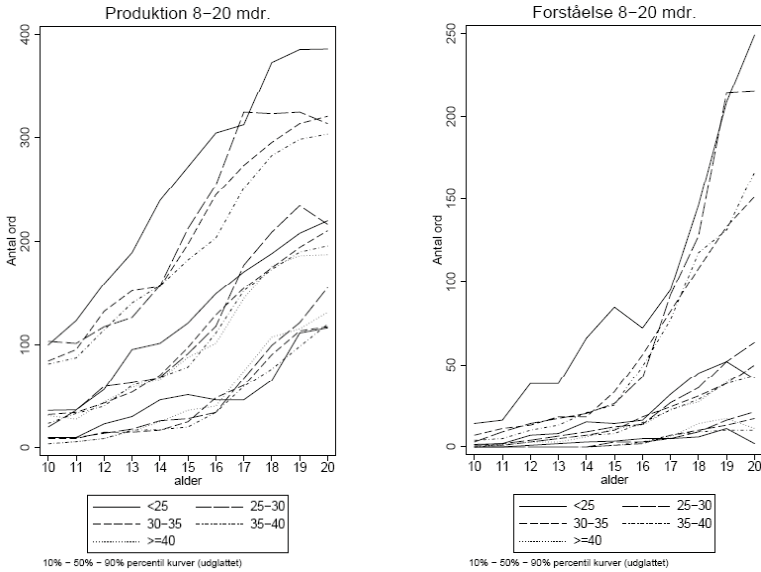 Produktion 8−20 mdr.
Antal ord
400
300
200
100
0
10 11 12 13 14 15 16 17 18 19 20
alder
<25 25−30
30−35 35−40
>=40
10% − 50% − 90% percentil kurver (udglattet)
Forståelse 8−20 mdr.
Antal ord
250
200
150
100
50
0
10 11 12 13 14 15 16 17 18 19 20
alder
<25 25−30
30−35 35−40
>=40
10% − 50% − 90% percentil kurver (udglattet)